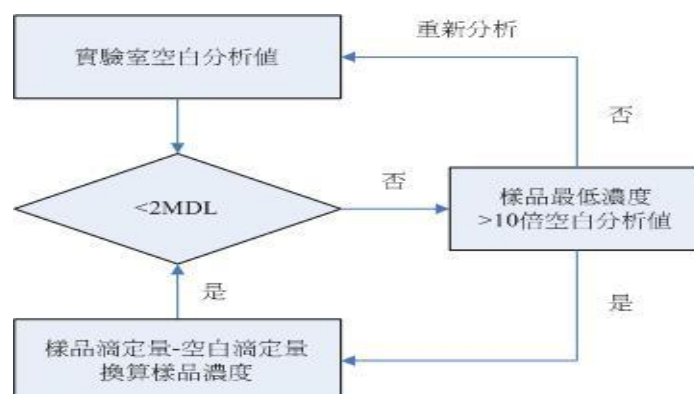 重新分析
實驗室空白分析值
否
<2MDL
否
樣品最低濃度
>10倍空白分析值
是
是
樣品滴定量-空白滴定量
換算樣品濃度